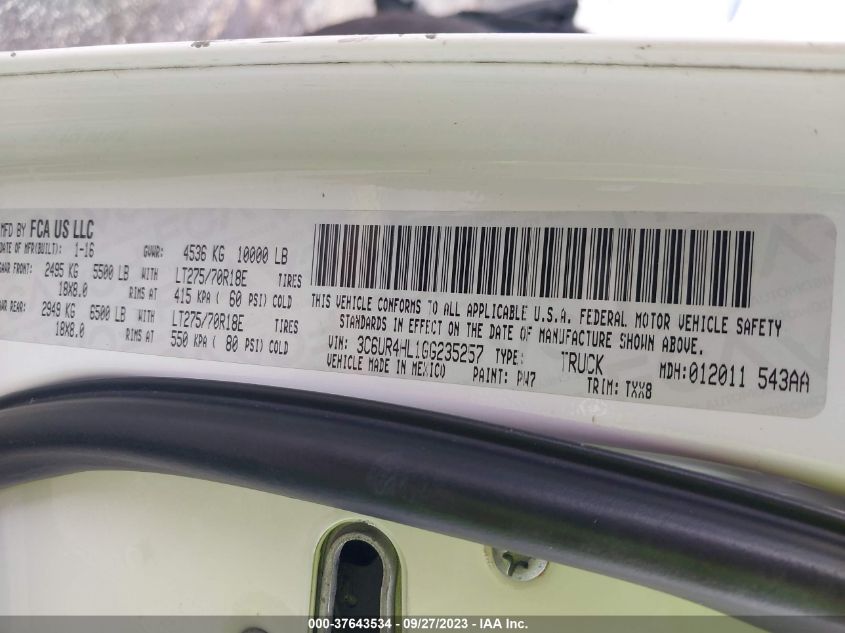 MFD BY FCA US LLC
DATE OF MFR(BUILT): 1-16 GVWR: 4536 KG 10000 LB
GAWR FRONT: 2495 KG 5500 LB WITH LT275/70R18E TIRES
18X8.0 RIMS AT 415 KPA ( 60 PSI) COLD
GAWR REAR: 2949 KG 6500 LB WITH LT275/70R18E TIRES
18X8.0 RIMS AT 550 KPA ( 80 PSI) COLD
THIS VEHICLE CONFORMS TO ALL APPLICABLE U.S.A. FEDERAL MOTOR VEHICLE SAFETY
STANDARDS IN EFFECT ON THE DATE OF MANUFACTURE SHOWN ABOVE.
VIN: 3C6UR4HL1GG235257 TYPE: TRUCK MDH:012011 543AA
VEHICLE MADE IN MEXICO PAINT: PW7 TRIM: TXX8
000-37643534 - 09/27/2023 - IAA Inc.